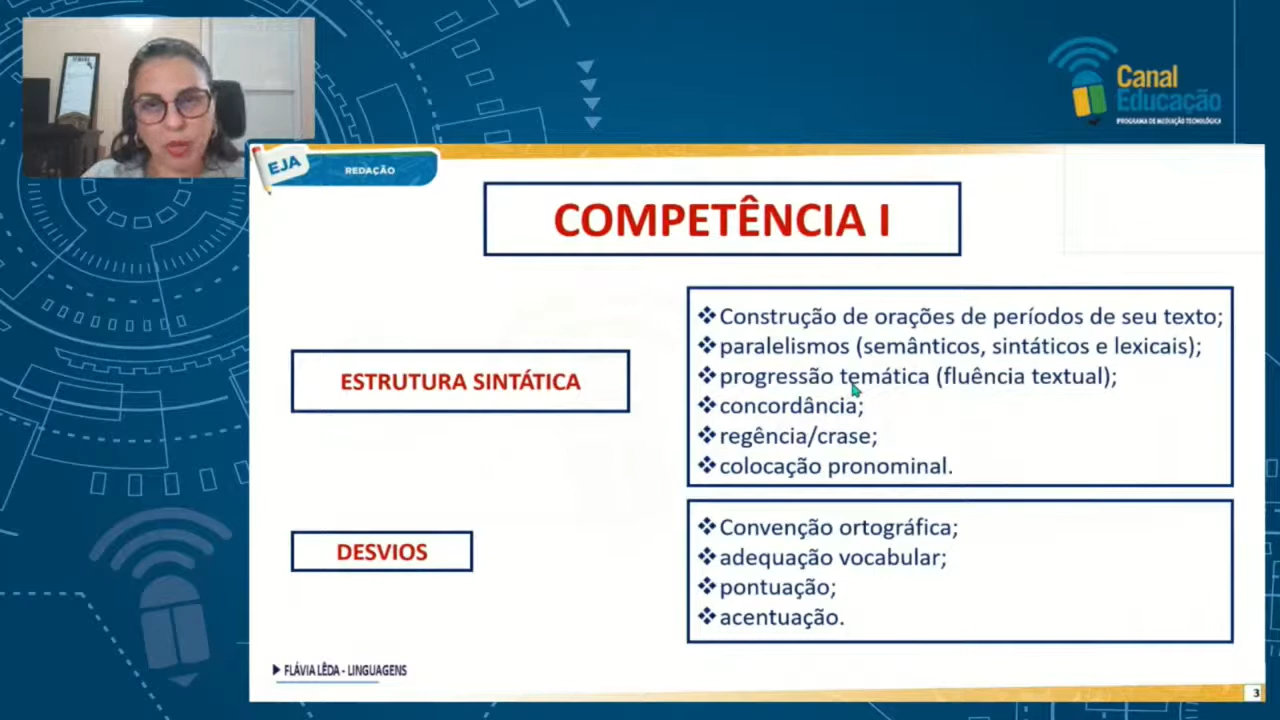 Canal
Educação
PROGRAMA DE MEDIAÇÃO TECNOLÓGICA
EJA
REDAÇÃO
COMPETÊNCIA I
ESTRUTURA SINTÁTICA
❖Construção de orações de períodos de seu texto;
❖paralelismos (semânticos, sintáticos e lexicais);
❖progressão temática (fluência textual);
❖concordância;
❖regência/crase;
❖colocação pronominal.
DESVIOS
❖Convenção ortográfica;
❖adequação vocabular;
❖pontuação;
❖acentuação.
FLÁVIA LÊDA - LINGUAGENS
3